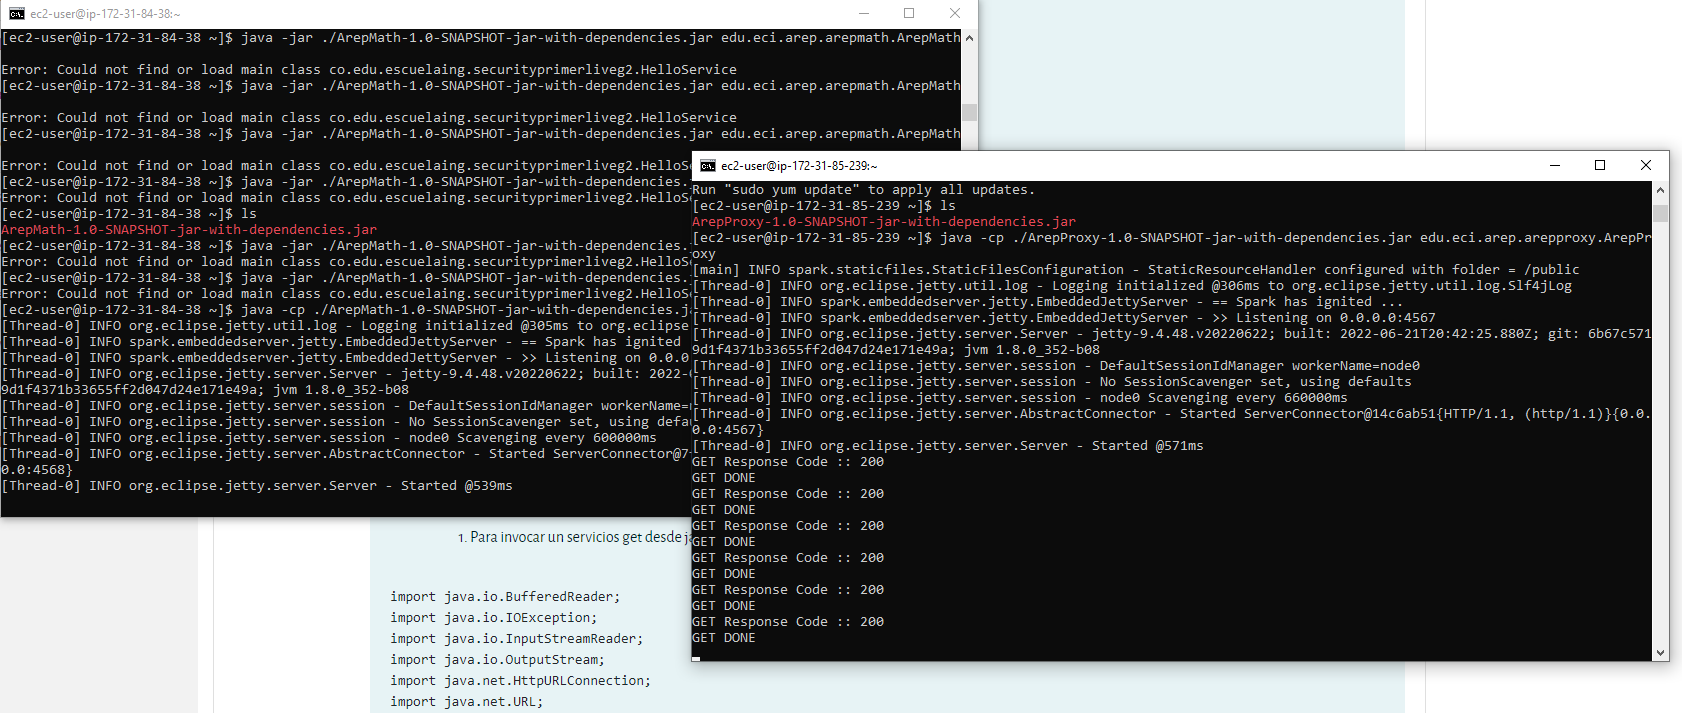 ec2-user@ip-172-31-84-38:~
[ec2-user@ip-172-31-84-38 ~]$ java -jar ./ArepMath-1.0-SNAPSHOT-jar-with-dependencies.jar edu.eci.arep.arepmath.ArepMath
Error: Could not find or load main class co.edu.escuelaing.securityprimerliveg2.HelloService
[ec2-user@ip-172-31-84-38 ~]$ java -jar ./ArepMath-1.0-SNAPSHOT-jar-with-dependencies.jar edu.eci.arep.arepmath.ArepMath
Error: Could not find or load main class co.edu.escuelaing.securityprimerliveg2.HelloService
[ec2-user@ip-172-31-84-38 ~]$ java -jar ./ArepMath-1.0-SNAPSHOT-jar-with-dependencies.jar edu.eci.arep.arepmath.ArepMath
Error: Could not find or load main class co.edu.escuelaing.securityprimerliveg2.HelloS
[ec2-user@ip-172-31-84-38 ~]$ java -jar ./ArepMath-1.0-SNAPSHOT-jar-with-dependencies.
Error: Could not find or load main class co.edu.escuelaing.securityprimerliveg2.HelloS
[ec2-user@ip-172-31-84-38 ~]$ ls
ArepMath-1.0-SNAPSHOT-jar-with-dependencies.jar
[ec2-user@ip-172-31-84-38 ~]$ java -jar ./ArepMath-1.0-SNAPSHOT-jar-with-dependencies.
Error: Could not find or load main class co.edu.escuelaing.securityprimerliveg2.HelloS
[ec2-user@ip-172-31-84-38 ~]$ java -jar ./ArepMath-1.0-SNAPSHOT-jar-with-dependencies.
Error: Could not find or load main class co.edu.escuelaing.securityprimerliveg2.HelloS
[ec2-user@ip-172-31-84-38 ~]$ java -cp ./ArepMath-1.0-SNAPSHOT-jar-with-dependencies.j
[Thread-0] INFO org.eclipse.jetty.util.log - Logging initialized @305ms to org.eclipse
[Thread-0] INFO spark.embeddedserver.jetty.EmbeddedJettyServer - == Spark has ignited
[Thread-0] INFO spark.embeddedserver.jetty.EmbeddedJettyServer - >> Listening on 0.0.0
[Thread-0] INFO org.eclipse.jetty.server.Server - jetty-9.4.48.v20220622; built: 2022-
9d1f4371b33655ff2d047d24e171e49a; jvm 1.8.0_352-b08
[Thread-0] INFO org.eclipse.jetty.server.session - DefaultSessionIdManager workerName=
[Thread-0] INFO org.eclipse.jetty.server.session - No SessionScavenger set, using defau
[Thread-0] INFO org.eclipse.jetty.server.session - node0 Scavenging every 600000ms
[Thread-0] INFO org.eclipse.jetty.server.AbstractConnector - Started ServerConnector@7
0.0:4568}
[Thread-0] INFO org.eclipse.jetty.server.Server - Started @539ms
ec2-user@ip-172-31-85-239:~
Run "sudo yum update" to apply all updates.
[ec2-user@ip-172-31-85-239 ~]$ ls
ArepProxy-1.0-SNAPSHOT-jar-with-dependencies.jar
[ec2-user@ip-172-31-85-239 ~]$ java -cp ./ArepProxy-1.0-SNAPSHOT-jar-with-dependencies.jar edu.eci.arep.arepproxy.ArepPr
oxy
[main] INFO spark.staticfiles.StaticFilesConfiguration - StaticResourceHandler configured with folder = /public
[Thread-0] INFO org.eclipse.jetty.util.log - Logging initialized @306ms to org.eclipse.jetty.util.log.Slf4jLog
[Thread-0] INFO spark.embeddedserver.jetty.EmbeddedJettyServer - == Spark has ignited ...
[Thread-0] INFO spark.embeddedserver.jetty.EmbeddedJettyServer - >> Listening on 0.0.0.0:4567
[Thread-0] INFO org.eclipse.jetty.server.Server - jetty-9.4.48.v20220622; built: 2022-06-21T20:42:25.880Z; git: 6b67c571
9d1f4371b33655ff2d047d24e171e49a; jvm 1.8.0_352-b08
[Thread-0] INFO org.eclipse.jetty.server.session - DefaultSessionIdManager workerName=node0
[Thread-0] INFO org.eclipse.jetty.server.session - No SessionScavenger set, using defaults
[Thread-0] INFO org.eclipse.jetty.server.session - node0 Scavenging every 660000ms
[Thread-0] INFO org.eclipse.jetty.server.AbstractConnector - Started ServerConnector@14c6ab51{HTTP/1.1, (http/1.1)}{0.0.
0.0:4567}
[Thread-0] INFO org.eclipse.jetty.server.Server - Started @571ms
GET Response Code :: 200
GET DONE
GET Response Code :: 200
GET DONE
GET Response Code :: 200
GET DONE
GET Response Code :: 200
GET DONE
GET Response Code :: 200
GET DONE
GET Response Code :: 200
GET DONE
1. Para invocar un servicios get desde ja
import java.io.BufferedReader;
import java.io.IOException;
import java.io.InputStreamReader;
import java.io.OutputStream;
import java.net.HttpURLConnection;
import java.net.URL;